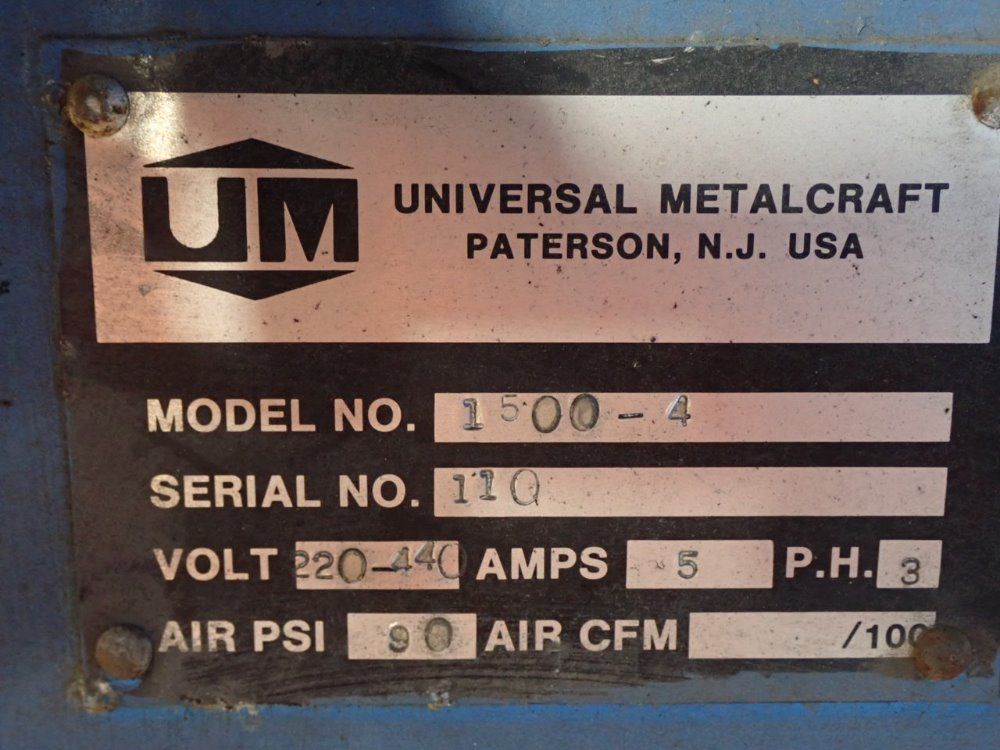 UM
UNIVERSAL METALCRAFT
PATERSON, N.J. USA
MODEL NO. 1500-4
SERIAL NO. 110
VOLT 220-440 AMPS 5 P.H. 3
AIR PSI 90 AIR CFM /100